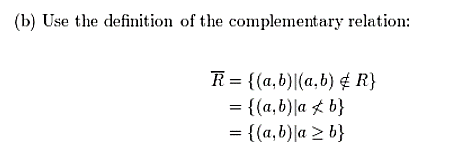 (b) Use the definition of the complementary relation:
R̅ = {(a,b)|(a,b) ∉ R}
= {(a,b)|a ≮ b}
= {(a,b)|a ≥ b}